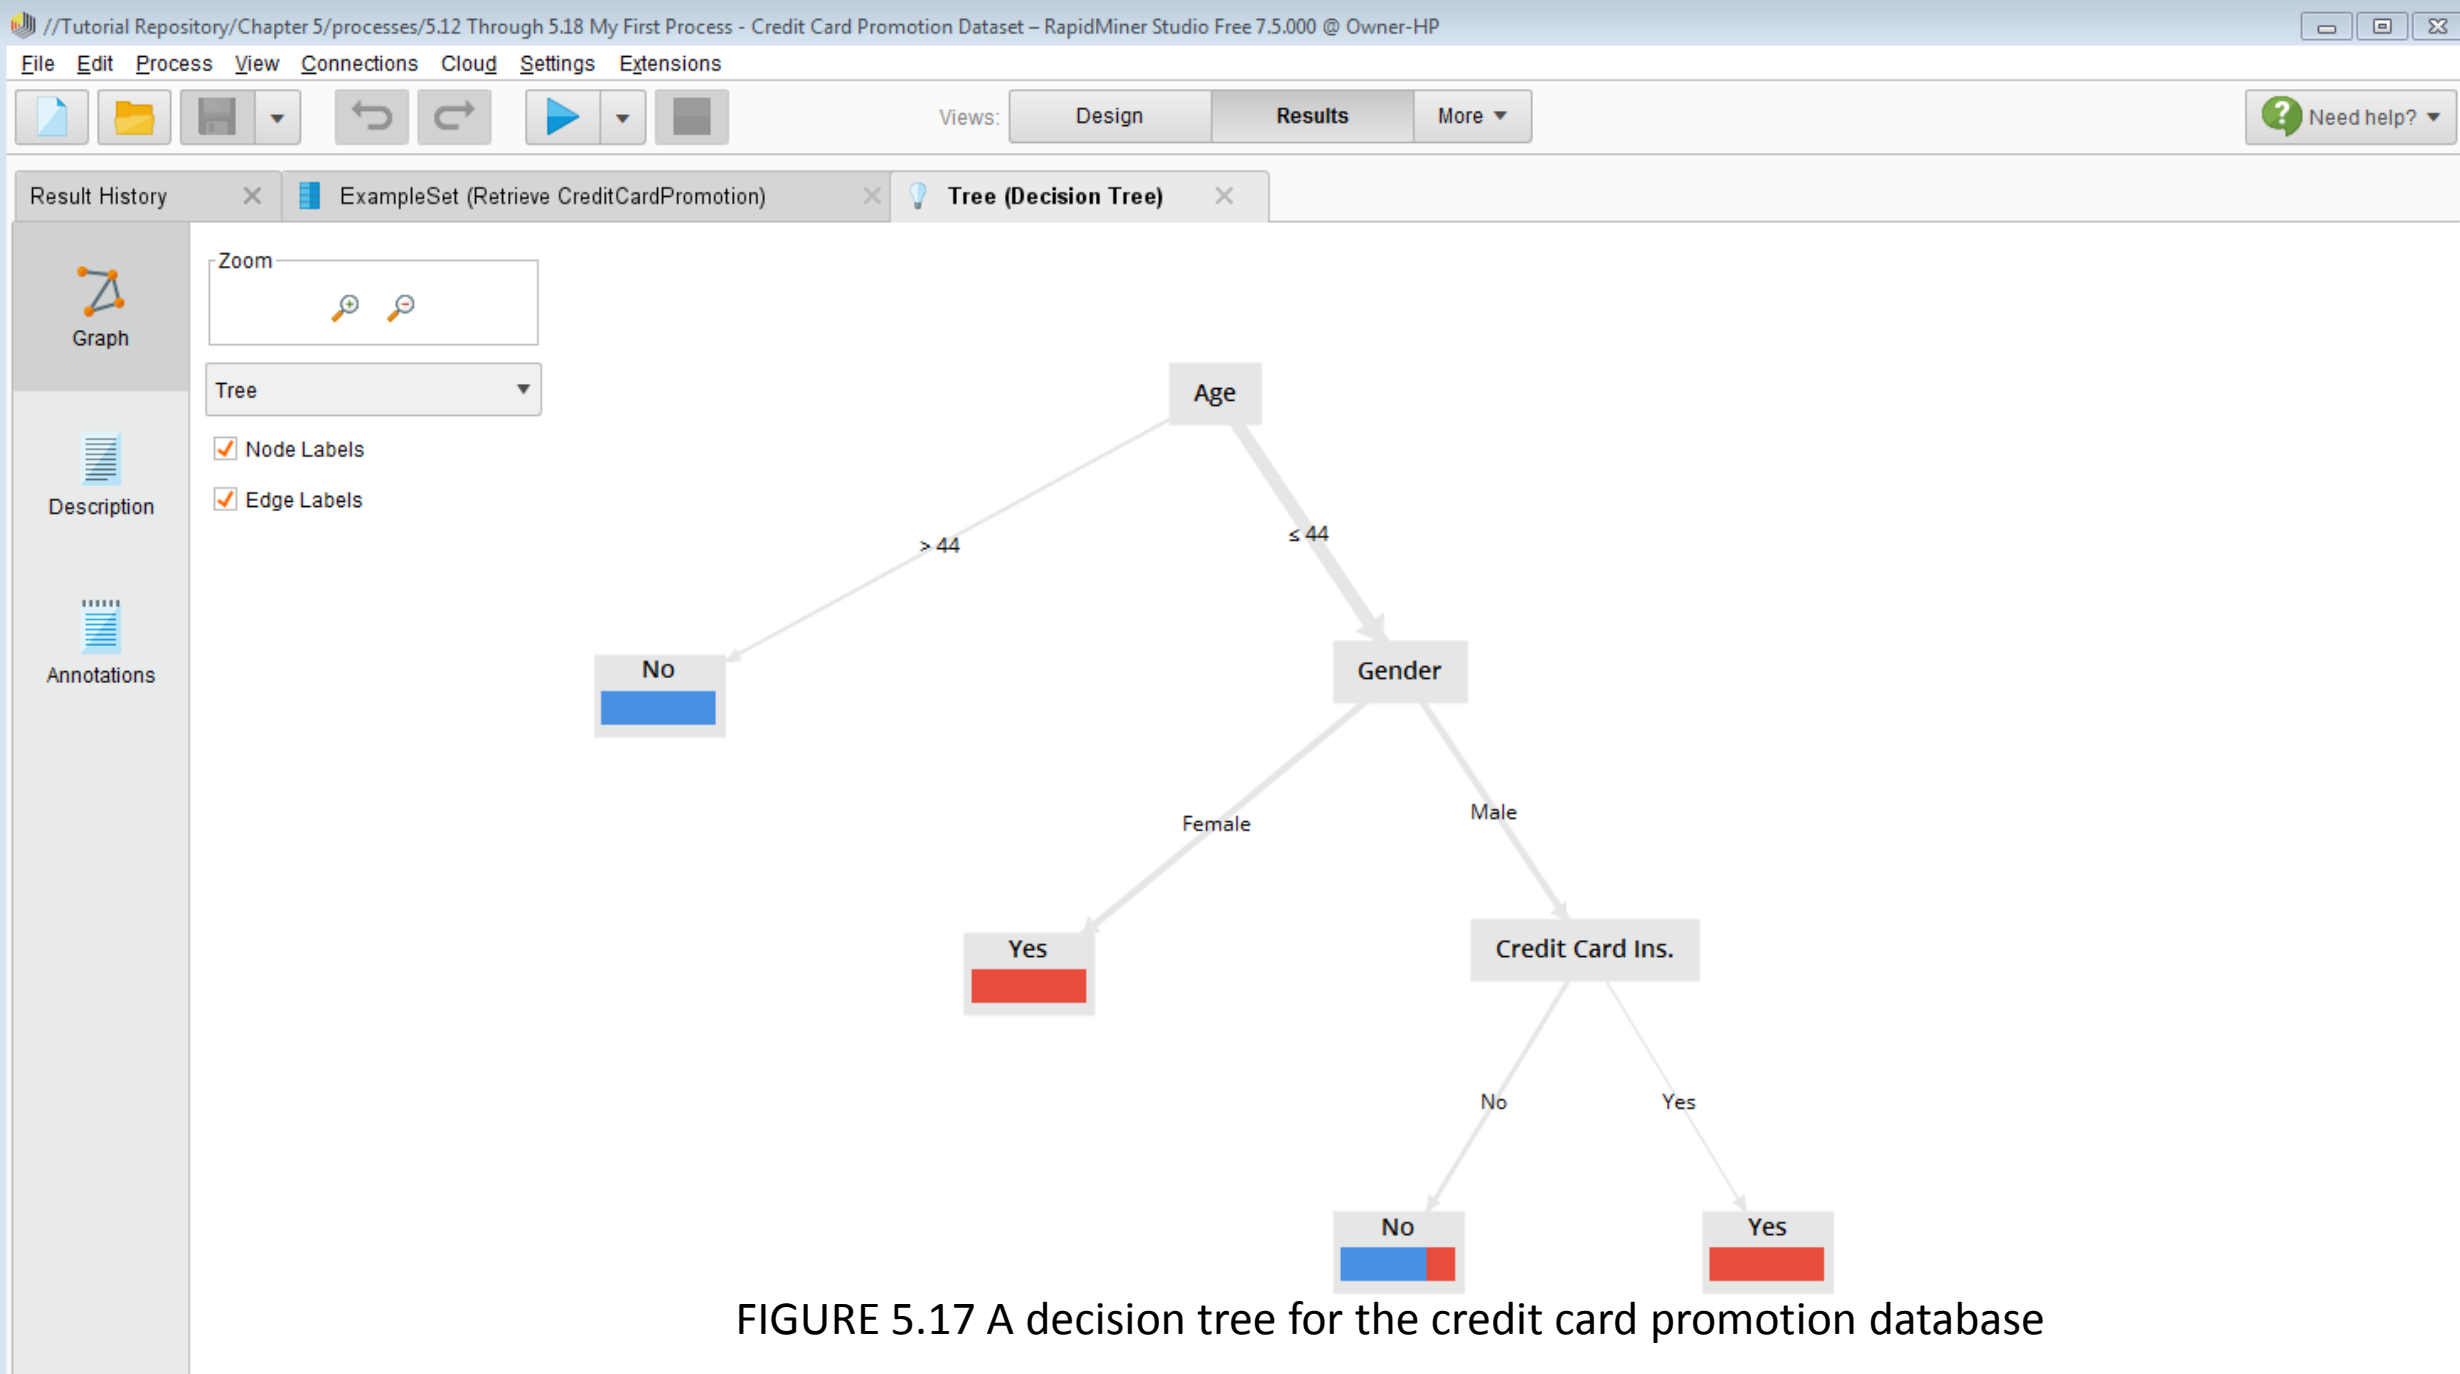 //Tutorial Repository/Chapter 5/processes/5.12 Through 5.18 My First Process - Credit Card Promotion Dataset – RapidMiner Studio Free 7.5.000 @ Owner-HP
File Edit Process View Connections Cloud Settings Extensions
Views: Design Results More Need help?
Result History ExampleSet (Retrieve CreditCardPromotion) Tree (Decision Tree)
Zoom
Graph
Tree
Node Labels
Edge Labels
Description
Annotations
Age
> 44
≤ 44
No
Gender
Female
Male
Yes
Credit Card Ins.
No
Yes
No
Yes
FIGURE 5.17 A decision tree for the credit card promotion database